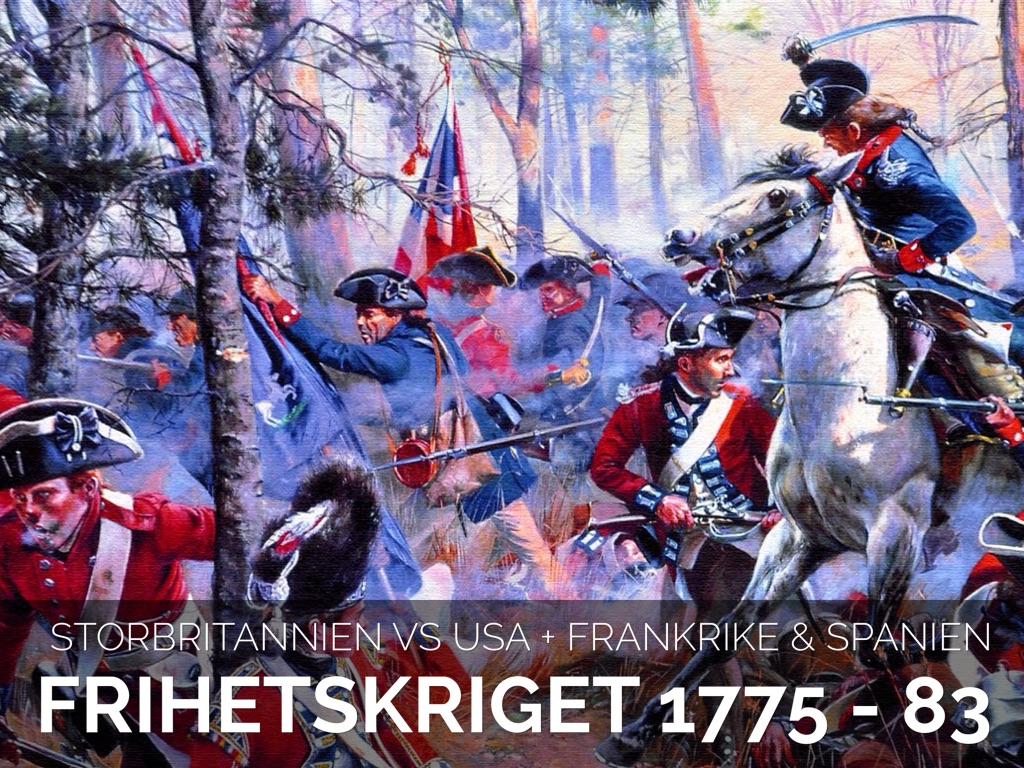 STORBRITANNIEN VS USA + FRANKRIKE & SPANIEN
FRIHETSKRIGET 1775 - 83